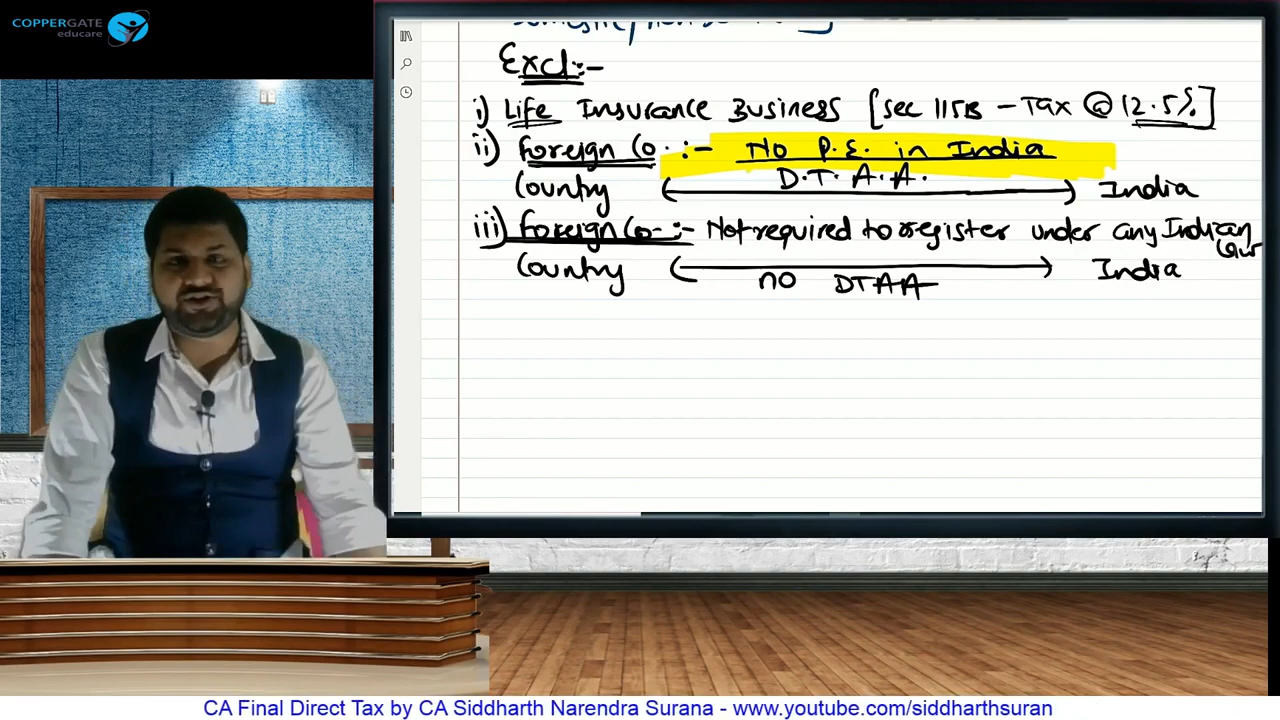 COPPERGATE
educare
Excl:-
i) Life Insurance Business [Sec 115B - Tax @ 12.5%]
ii) Foreign Co. :- No P.E. in India
Country D.T.A.A. India
iii) Foreign Co. :- Not required to register under any Indian Law
Country no DTAA India
CA Final Direct Tax by CA Siddharth Narendra Surana - www.youtube.com/siddharthsuran